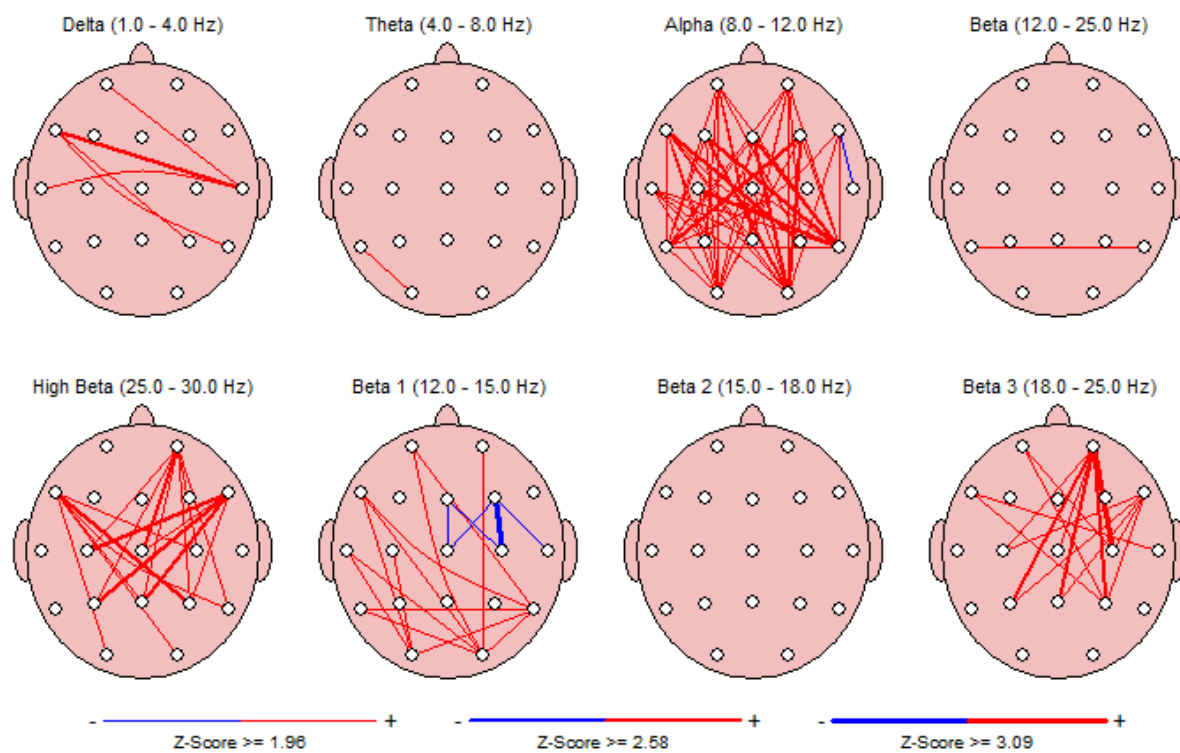 Delta (1.0 - 4.0 Hz) Theta (4.0 - 8.0 Hz) Alpha (8.0 - 12.0 Hz) Beta (12.0 - 25.0 Hz)
High Beta (25.0 - 30.0 Hz) Beta 1 (12.0 - 15.0 Hz) Beta 2 (15.0 - 18.0 Hz) Beta 3 (18.0 - 25.0 Hz)
- + - + - +
Z-Score >= 1.96 Z-Score >= 2.58 Z-Score >= 3.09